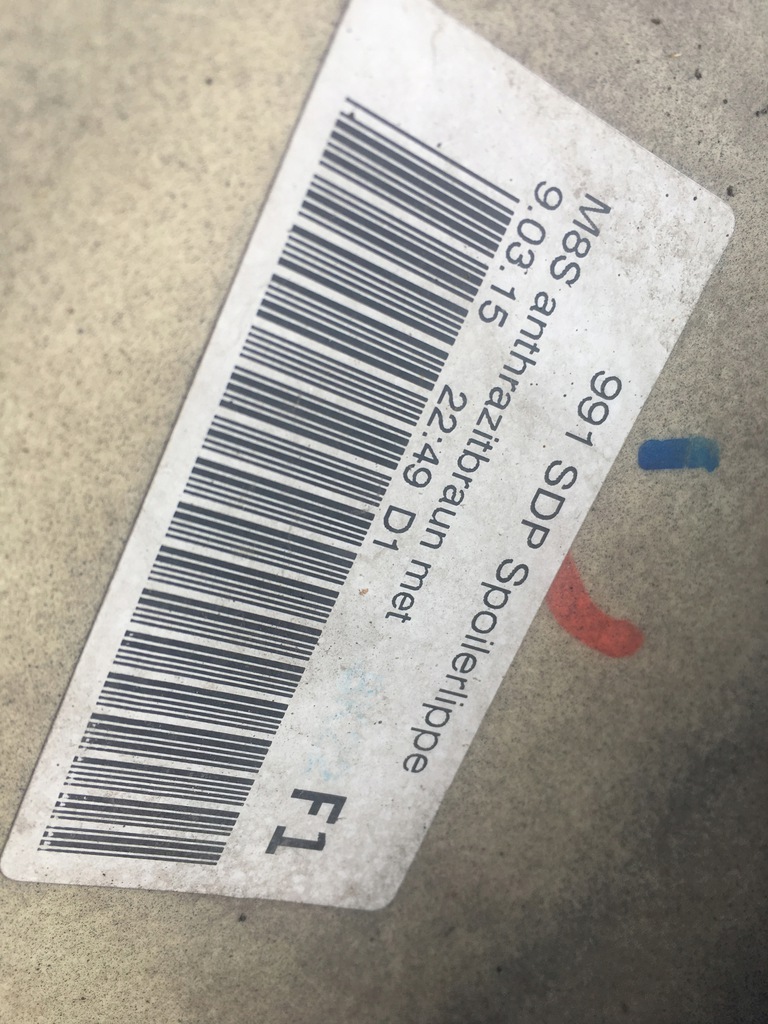 991 SDP Spoilerlippe
M8S anthrazitbraun met
9.03.15 22:49 D1
F1